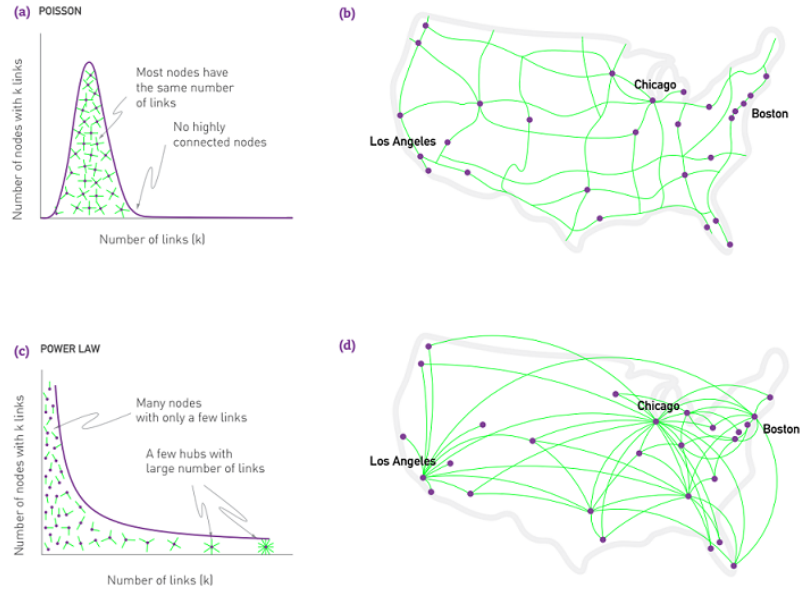 (a) POISSON
Number of nodes with k links
Most nodes have
the same number
of links
No highly
connected nodes
Number of links (k)
(b)
Chicago
Boston
Los Angeles
(c) POWER LAW
Number of nodes with k links
Many nodes
with only a few links
A few hubs with
large number of links
Number of links (k)
(d)
Chicago
Boston
Los Angeles